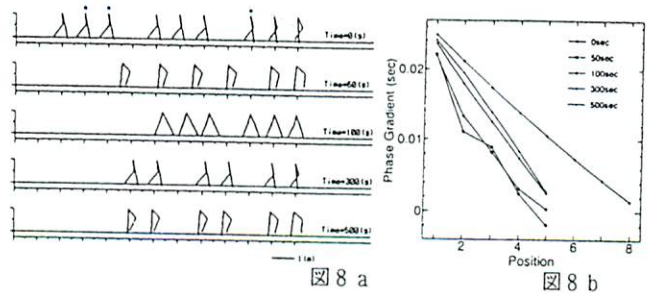 Time=0(s)
Time=60(s)
Time=100(s)
Time=300(s)
Time=500(s)
1(m)
図8a
Phase Gradient (sec)
0.02
0.01
0
0sec
50sec
100sec
300sec
500sec
2
4
6
8
Position
図8b